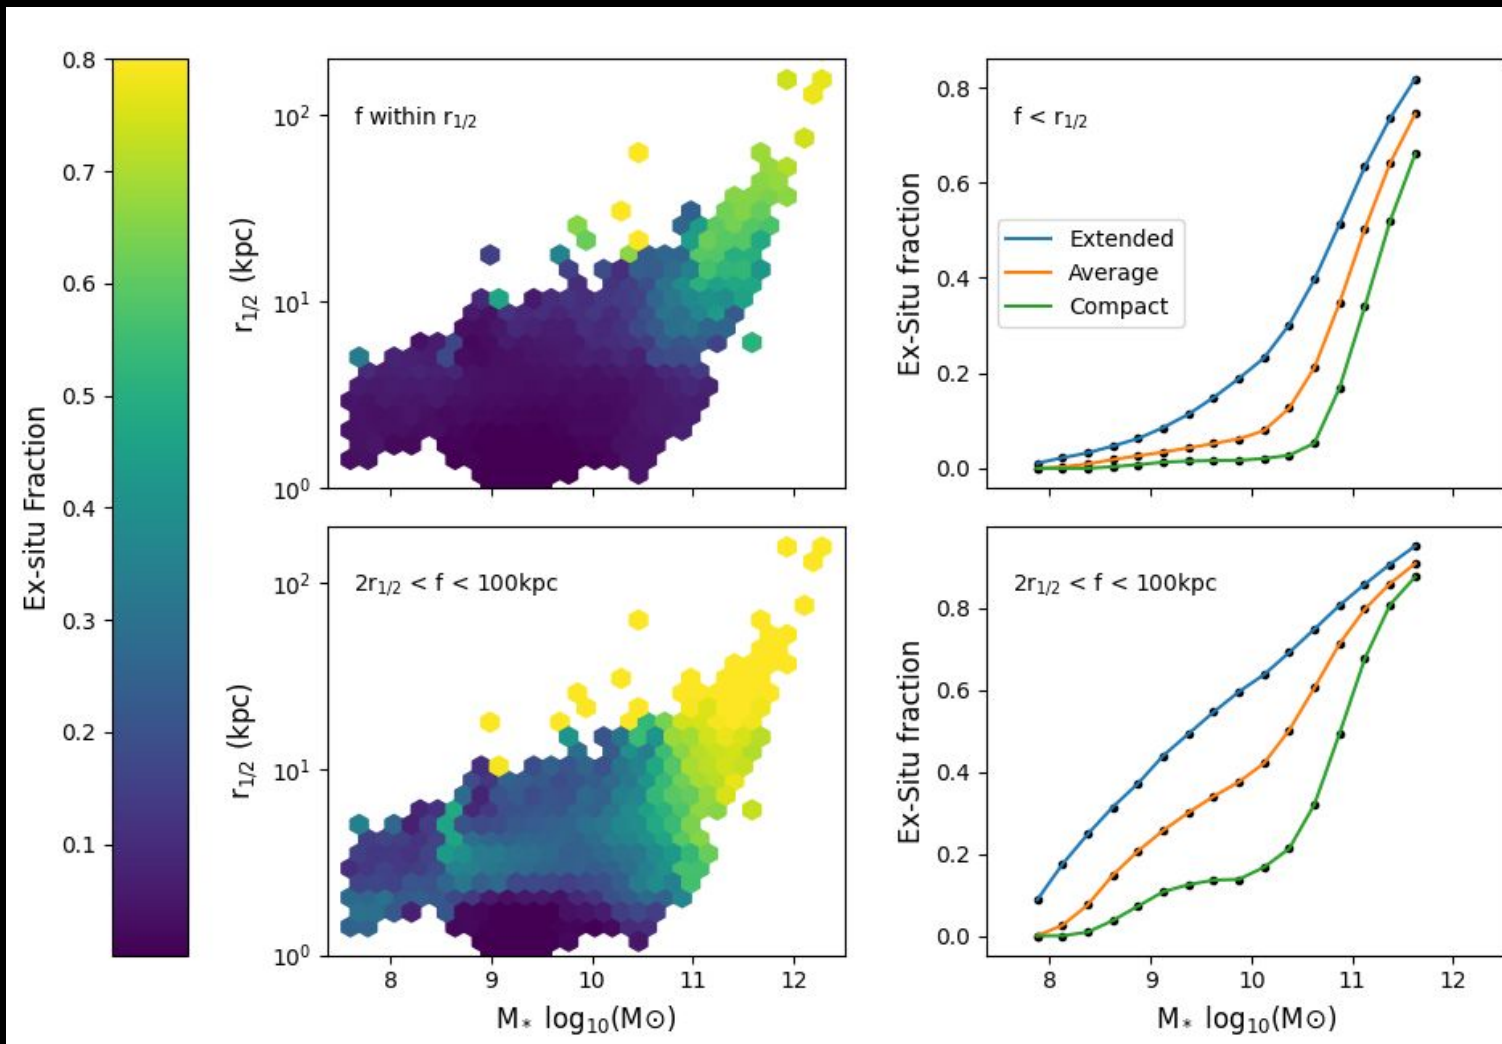 Ex-situ Fraction
0.8
0.7
0.6
0.5
0.4
0.3
0.2
0.1
r1/2 (kpc)
10²
10¹
10⁰
f within r1/2
Ex-Situ fraction
0.8
0.6
0.4
0.2
0.0
f < r1/2
Extended
Average
Compact
r1/2 (kpc)
10²
10¹
10⁰
2r1/2 < f < 100kpc
8 9 10 11 12
M* log10(M⊙)
Ex-Situ fraction
0.8
0.6
0.4
0.2
0.0
2r1/2 < f < 100kpc
8 9 10 11 12
M* log10(M⊙)